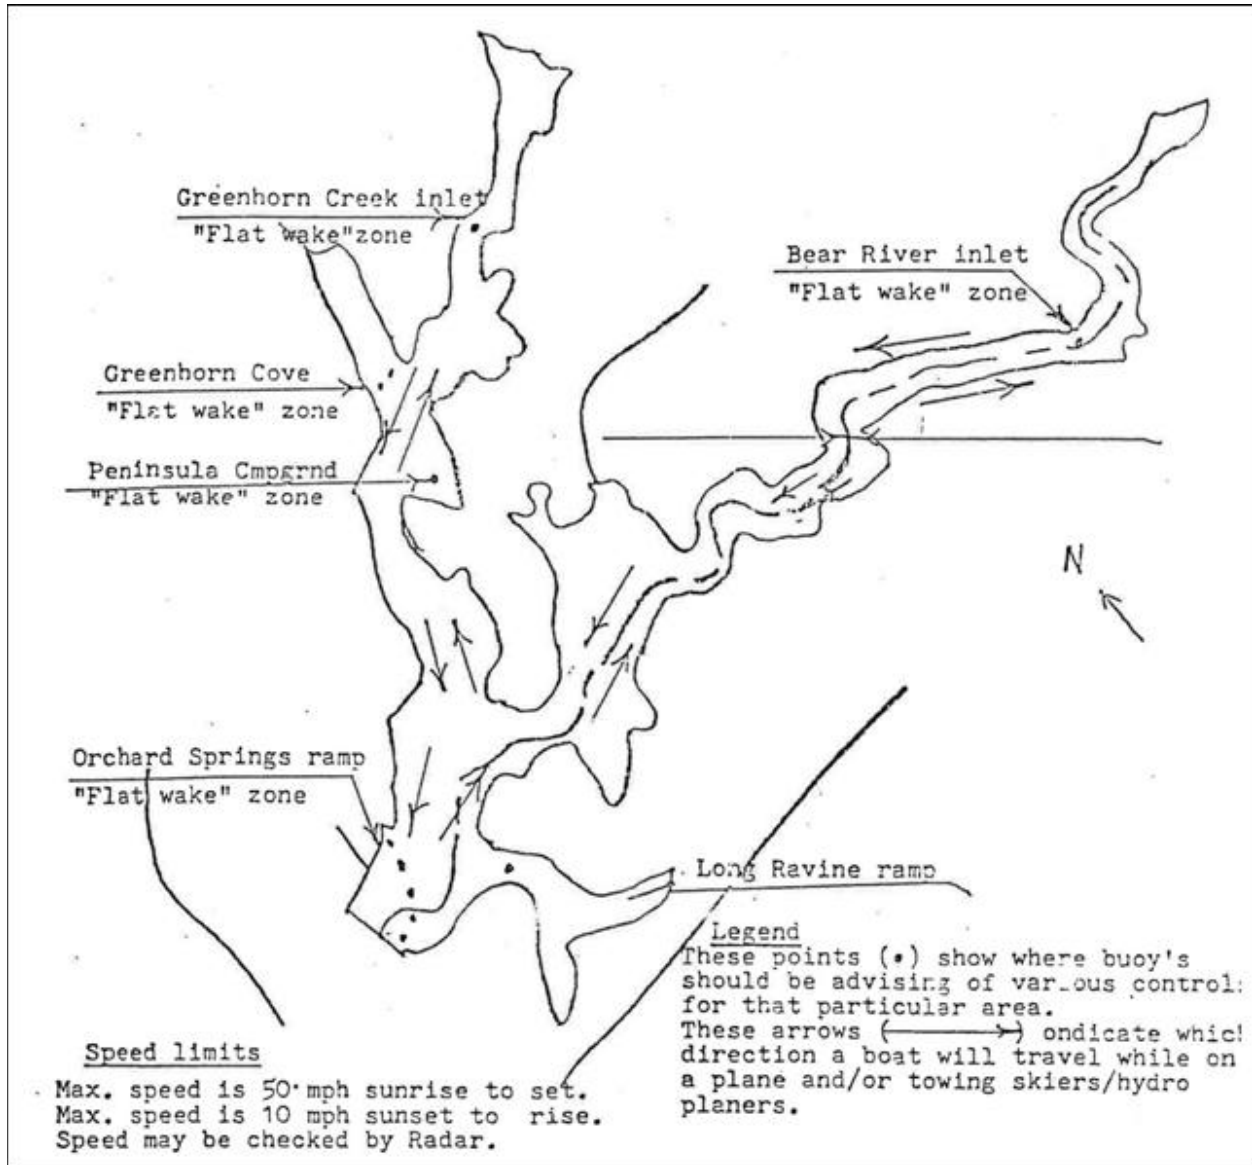 Greenhorn Creek inlet
"Flat wake"zone
Bear River inlet
"Flat wake" zone
Greenhorn Cove
"Flat wake" zone
Peninsula Cmpgrnd
"Flat wake" zone
N
Orchard Springs ramp
"Flat wake" zone
Long Ravine ramp
Legend
These points (•) show where buoy's
should be advising of various control:
for that particular area.
These arrows (⟶) ondicate whic!
direction a boat will travel while on
a plane and/or towing skiers/hydro
planers.
Speed limits
Max. speed is 50 mph sunrise to set.
Max. speed is 10 mph sunset to rise.
Speed may be checked by Radar.